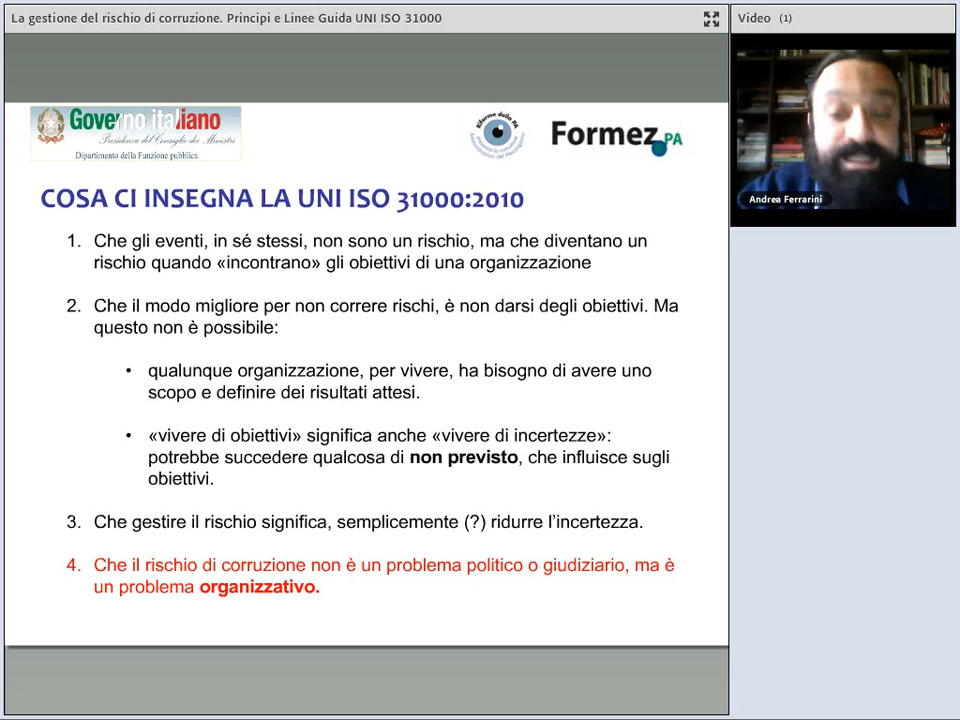 La gestione del rischio di corruzione. Principi e Linee Guida UNI ISO 31000
Video (1)
Governo italiano
Presidenza del Consiglio dei Ministri
Dipartimento della Funzione pubblica
Riforma della PA
Formez PA
Andrea Ferrarini
COSA CI INSEGNA LA UNI ISO 31000:2010
1. Che gli eventi, in sé stessi, non sono un rischio, ma che diventano un
rischio quando «incontrano» gli obiettivi di una organizzazione
2. Che il modo migliore per non correre rischi, è non darsi degli obiettivi. Ma
questo non è possibile:
• qualunque organizzazione, per vivere, ha bisogno di avere uno
scopo e definire dei risultati attesi.
• «vivere di obiettivi» significa anche «vivere di incertezze»:
potrebbe succedere qualcosa di non previsto, che influisce sugli
obiettivi.
3. Che gestire il rischio significa, semplicemente (?) ridurre l'incertezza.
4. Che il rischio di corruzione non è un problema politico o giudiziario, ma è
un problema organizzativo.